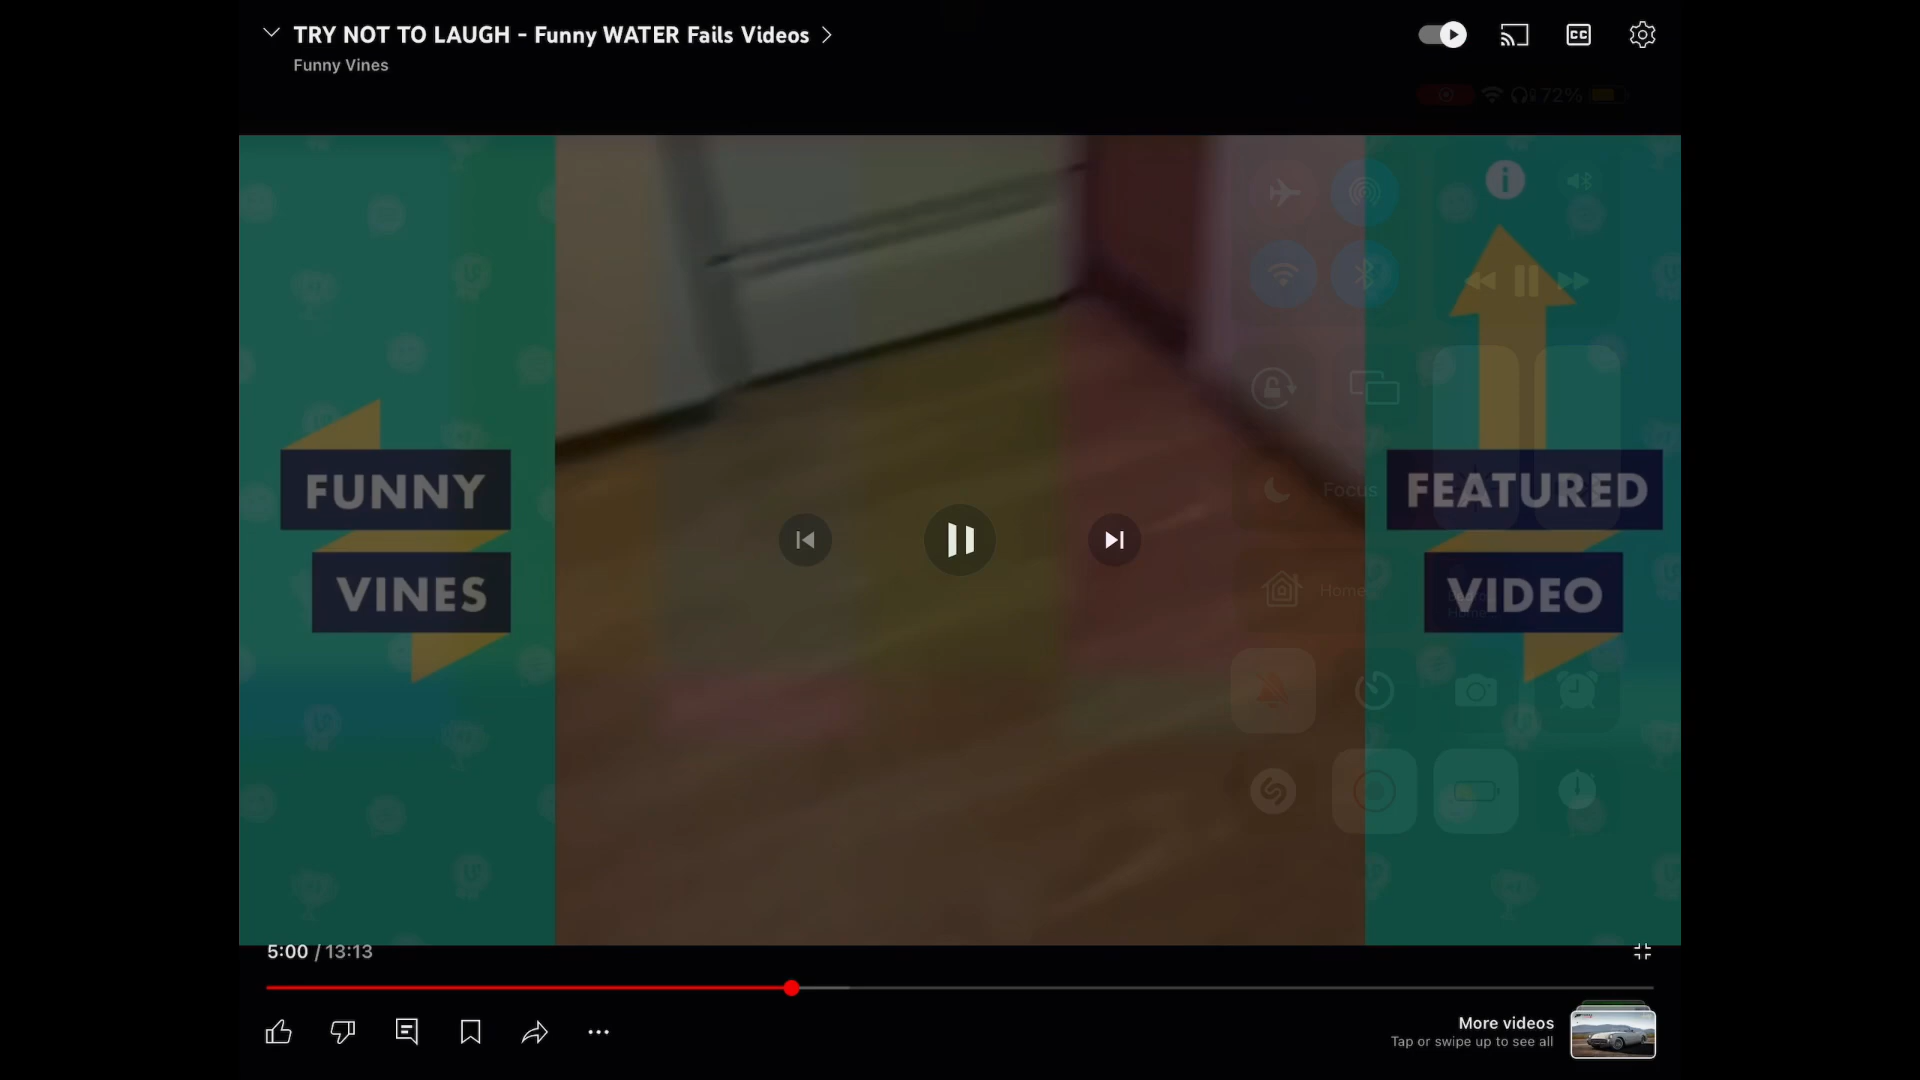 TRY NOT TO LAUGH - Funny WATER Fails Videos
Funny Vines
72%
FUNNY
VINES
Focus
Home
FEATURED
VIDEO
5:00 / 13:13
More videos
Tap or swipe up to see all